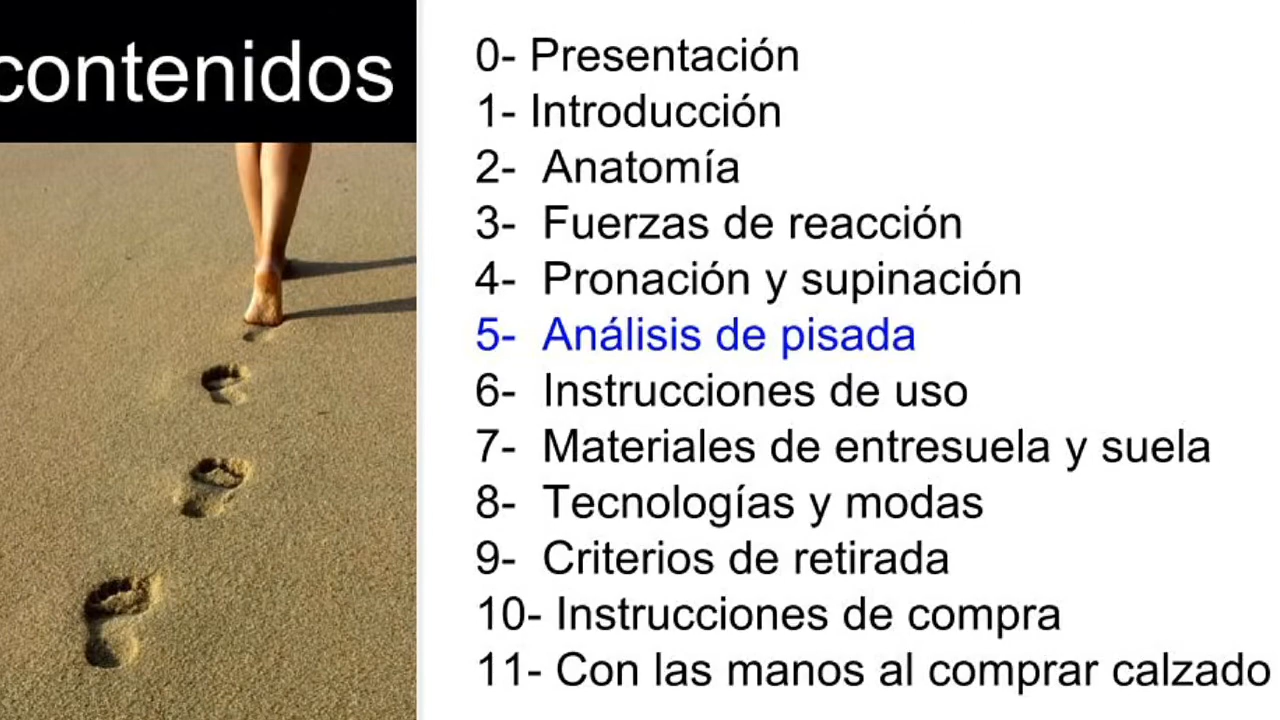 contenidos
0- Presentación
1- Introducción
2- Anatomía
3- Fuerzas de reacción
4- Pronación y supinación
5- Análisis de pisada
6- Instrucciones de uso
7- Materiales de entresuela y suela
8- Tecnologías y modas
9- Criterios de retirada
10- Instrucciones de compra
11- Con las manos al comprar calzado